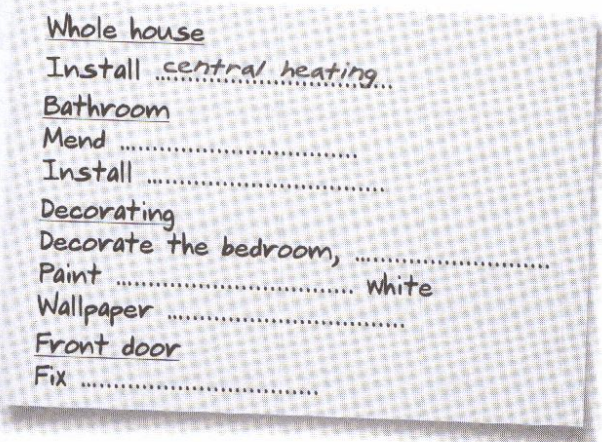 Whole house
Install central heating
Bathroom
Mend ..............................
Install ..............................
Decorating
Decorate the bedroom, ..............................
Paint .............................. white
Wallpaper ..............................
Front door
Fix ..............................